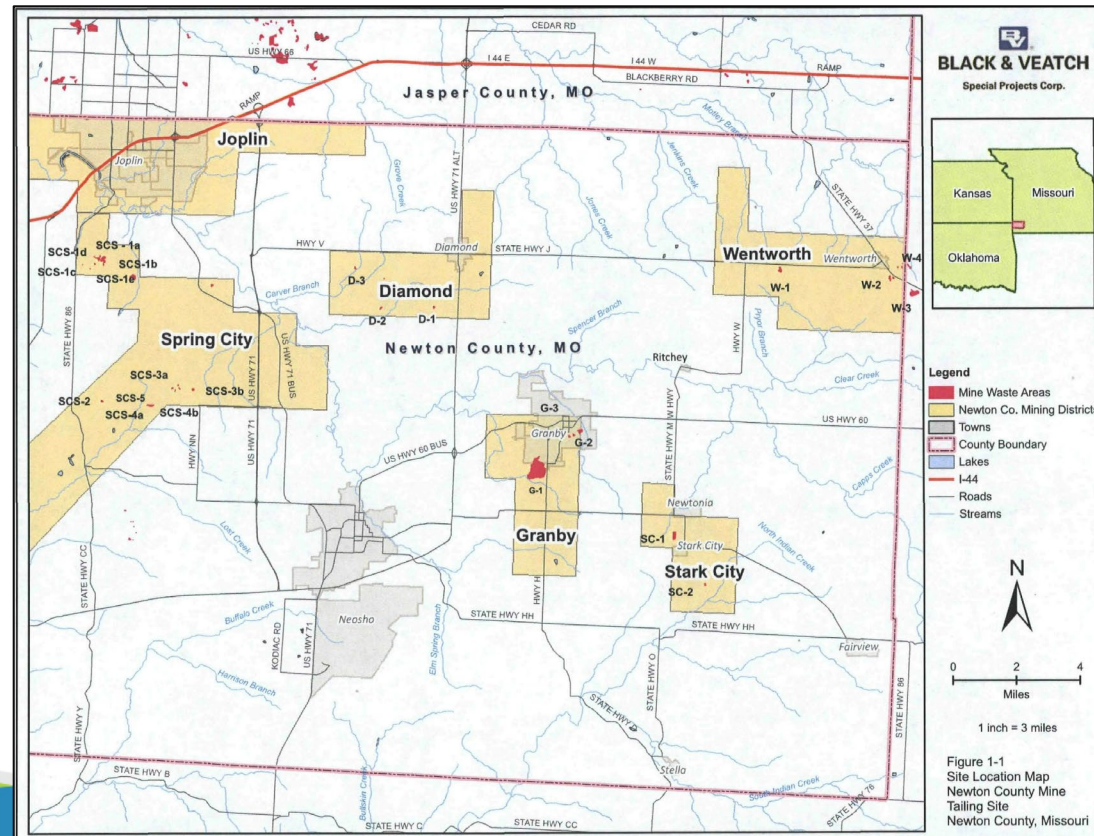 CEDAR RD
US HWY 66
I 44 E
I 44 W
RAMP
BLACKBERRY RD
RAMP
Jasper County, MO
Motley Branch
Joplin
Joplin
Grove Creek
US HWY 71 ALT
Jenkins Creek
Jones Creek
STATE HWY 37
SCS-1d
SCS - 1a
SCS-1c
SCS-1b
SCS-1e
HWY V
Diamond
STATE HWY J
Wentworth
Wentworth
W-4
W-1
W-2
W-3
D-3
Diamond
D-2
D-1
Carver Branch
STATE HWY 86
Spring City
US HWY 71
US HWY 71 BUS
Spencer Branch
Pryor Branch
Newton County, MO
Ritchey
HWY W
Clear Creek
SCS-3a
SCS-2
SCS-5
SCS-3b
SCS-4a
SCS-4b
G-3
Granby
G-2
G-1
US HWY 60
STATE HWY M W HWY
HWY NN
US HWY 71
US HWY 60 BUS
Capps Creek
Newtonia
Granby
SC-1
Stark City
Stark City
SC-2
North Indian Creek
Lost Creek
STATE HWY CC
Buffalo Creek
Neosha
HWY H
STATE HWY HH
STATE HWY HH
Fairview
KODIAC RD
US HWY 71
Elm Spring Branch
Harrison Branch
STATE HWY O
STATE HWY D
STATE HWY 86
STATE HWY Y
STATE HWY B
Stella
South Indian Creek
Bullskin Creek
STATE HWY C
STATE HWY CC
STATE HWY 76
BV
BLACK & VEATCH
Special Projects Corp.
Kansas
Missouri
Oklahoma
Legend
Mine Waste Areas
Newton Co. Mining Districts
Towns
County Boundary
Lakes
I-44
Roads
Streams
N
0 2 4
Miles
1 inch = 3 miles
Figure 1-1
Site Location Map
Newton County Mine
Tailing Site
Newton County, Missouri